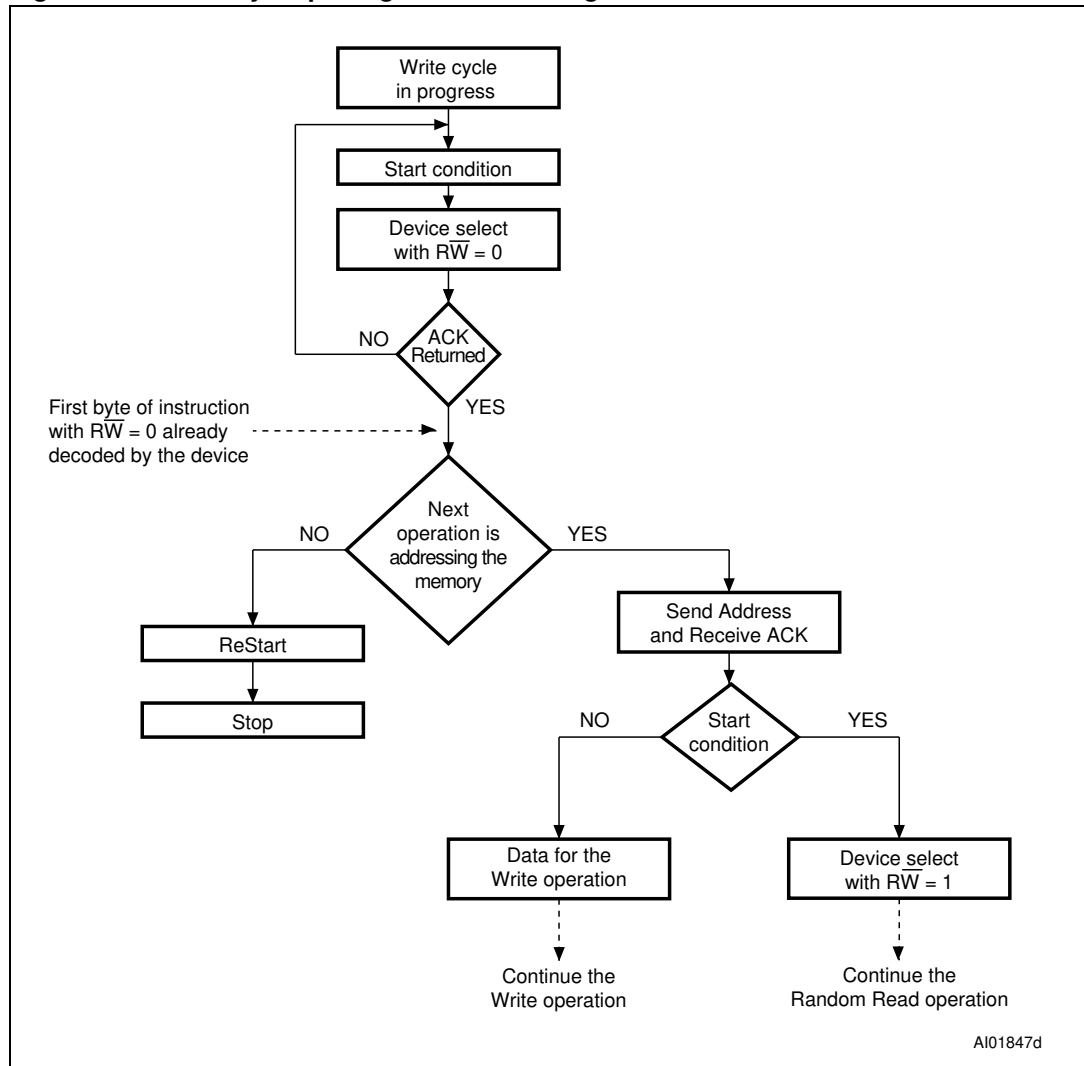 Write cycle
in progress
Start condition
Device select
with RW̅ = 0
ACK
Returned
NO
YES
First byte of instruction
with RW̅ = 0 already
decoded by the device
Next
operation is
addressing the
memory
NO
YES
Send Address
and Receive ACK
ReStart
Stop
Start
condition
NO
YES
Data for the
Write operation
Device select
with RW̅ = 1
Continue the
Write operation
Continue the
Random Read operation
AI01847d